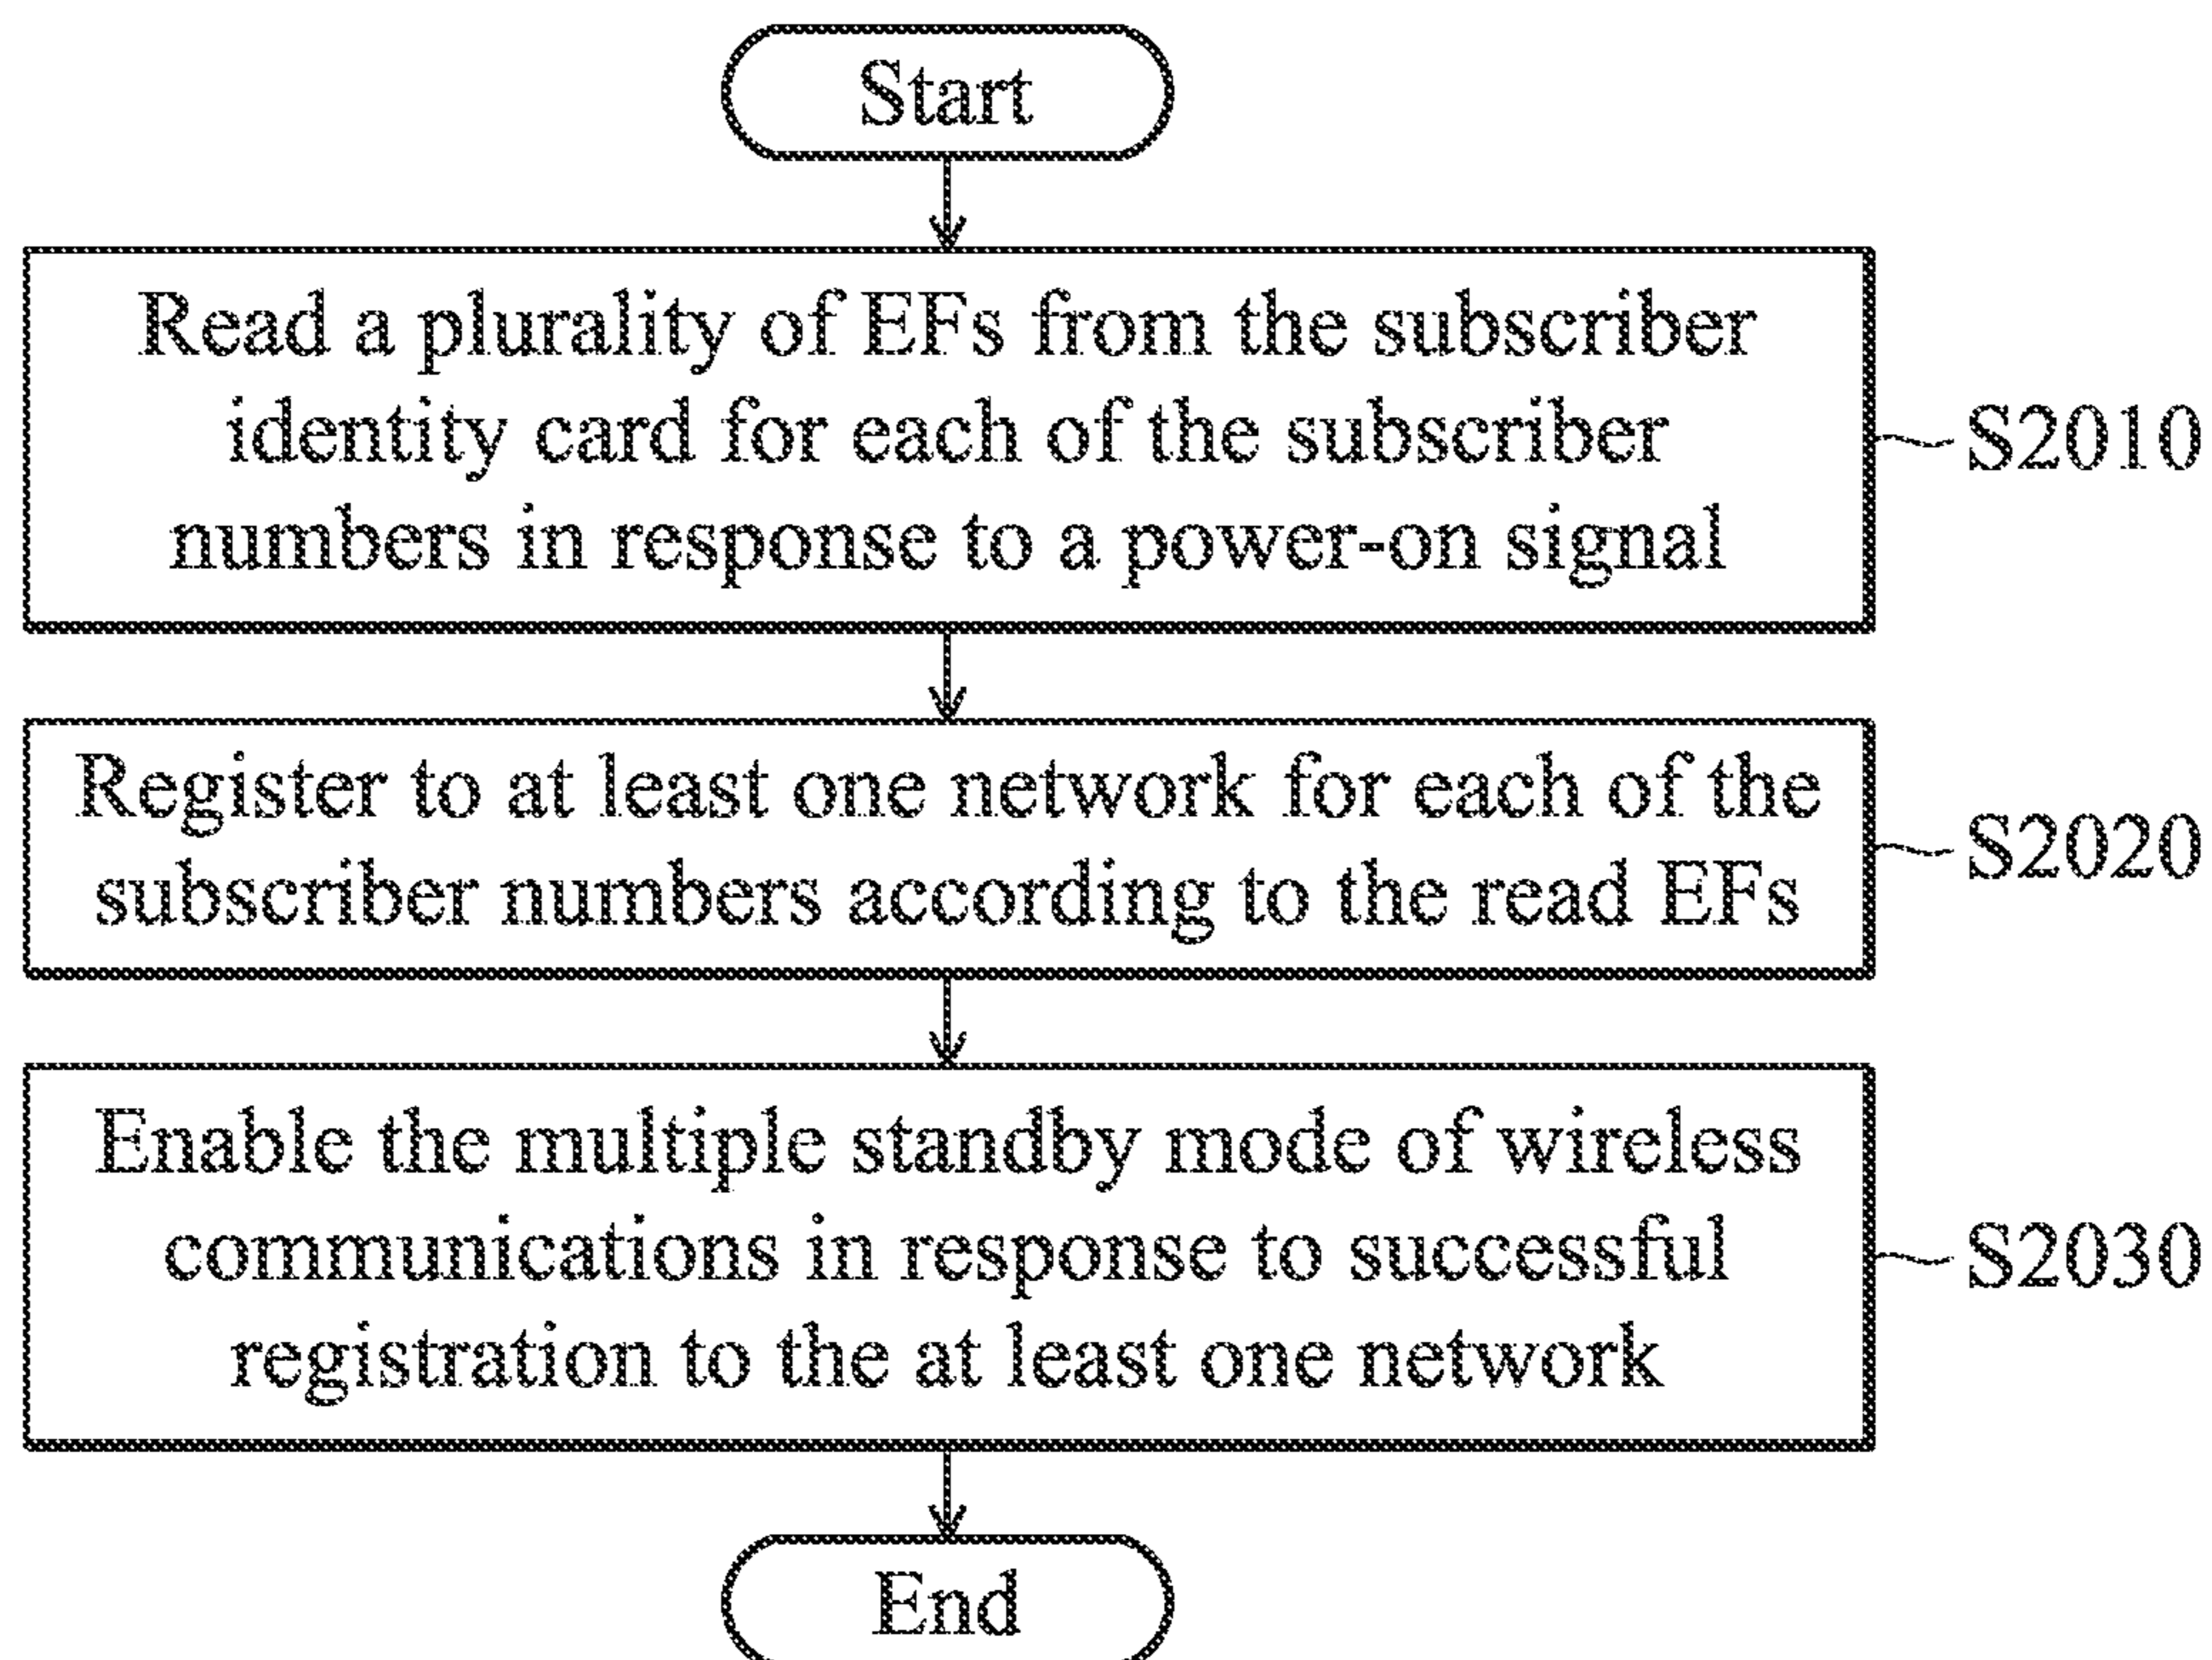 Start
Read a plurality of EFs from the subscriber
identity card for each of the subscriber
numbers in response to a power-on signal
S2010
Register to at least one network for each of the
subscriber numbers according to the read EFs
S2020
Enable the multiple standby mode of wireless
communications in response to successful
registration to the at least one network
S2030
End